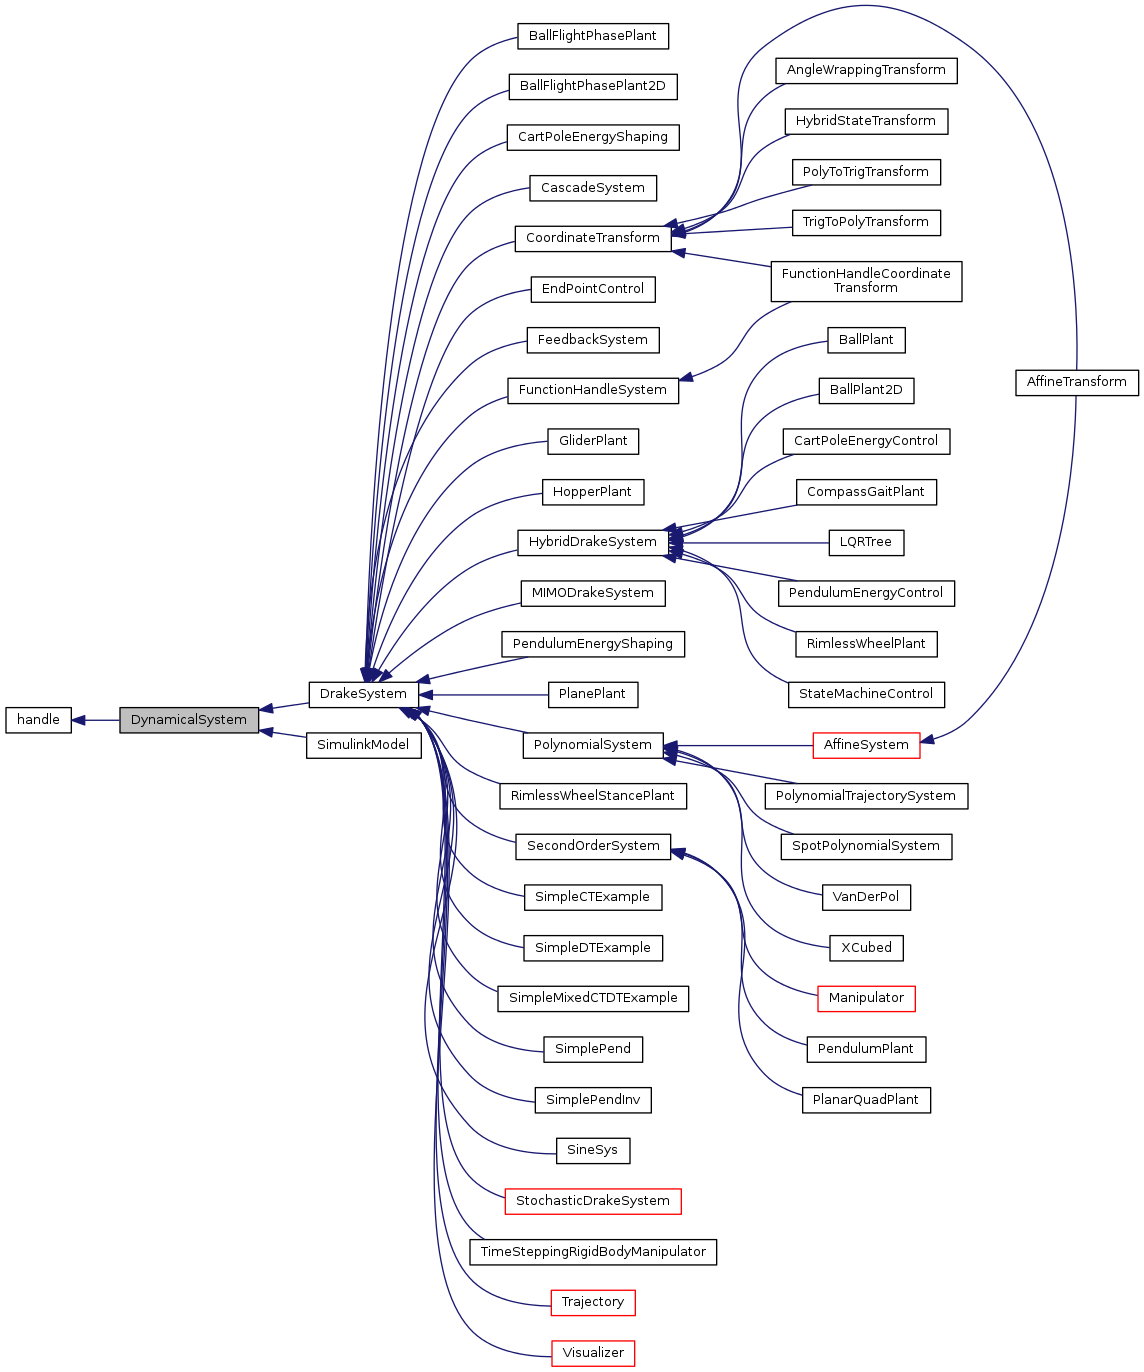 BallFlightPhasePlant
AngleWrappingTransform
BallFlightPhasePlant2D
HybridStateTransform
CartPoleEnergyShaping
PolyToTrigTransform
CascadeSystem
TrigToPolyTransform
CoordinateTransform
FunctionHandleCoordinate
Transform
EndPointControl
FeedbackSystem
BallPlant
AffineTransform
FunctionHandleSystem
BallPlant2D
GliderPlant
CartPoleEnergyControl
HopperPlant
CompassGaitPlant
HybridDrakeSystem
LQRTree
MIMODrakeSystem
PendulumEnergyControl
PendulumEnergyShaping
RimlessWheelPlant
DrakeSystem
PlanePlant
StateMachineControl
handle
DynamicalSystem
SimulinkModel
PolynomialSystem
AffineSystem
RimlessWheelStancePlant
PolynomialTrajectorySystem
SecondOrderSystem
SpotPolynomialSystem
SimpleCTExample
VanDerPol
SimpleDTExample
XCubed
SimpleMixedCTDTExample
Manipulator
SimplePend
PendulumPlant
SimplePendInv
PlanarQuadPlant
SineSys
StochasticDrakeSystem
TimeSteppingRigidBodyManipulator
Trajectory
Visualizer